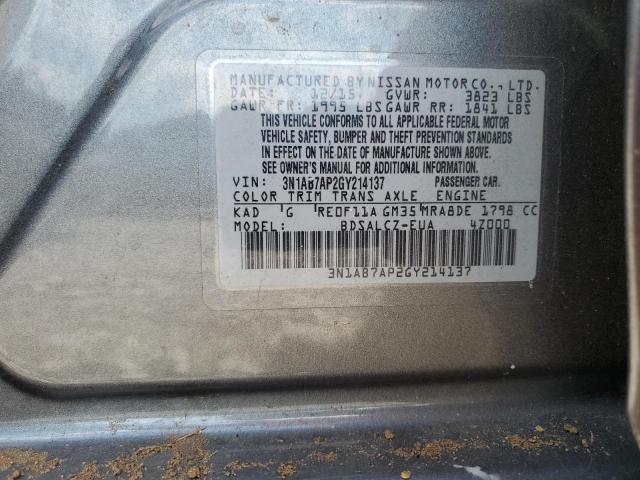 MANUFACTURED BY NISSAN MOTOR CO., LTD.
DATE: 12/15 GVWR: 3823 LBS
GAWR FR: 1995 LBS GAWR RR: 1841 LBS
THIS VEHICLE CONFORMS TO ALL APPLICABLE FEDERAL MOTOR
VEHICLE SAFETY, BUMPER AND THEFT PREVENTION STANDARDS
IN EFFECT ON THE DATE OF MANUFACTURE SHOWN ABOVE.
SEE OWNER'S MANUAL FOR ADDITIONAL INFORMATION.
VIN: 3N1AB7AP2GY214137 PASSENGER CAR.
COLOR TRIM TRANS AXLE ENGINE
KAD G RE0F11A GM35 MRA8DE 1798 CC
BDSALCZ-EUA 4Z000
3N1AB7AP2GY214137